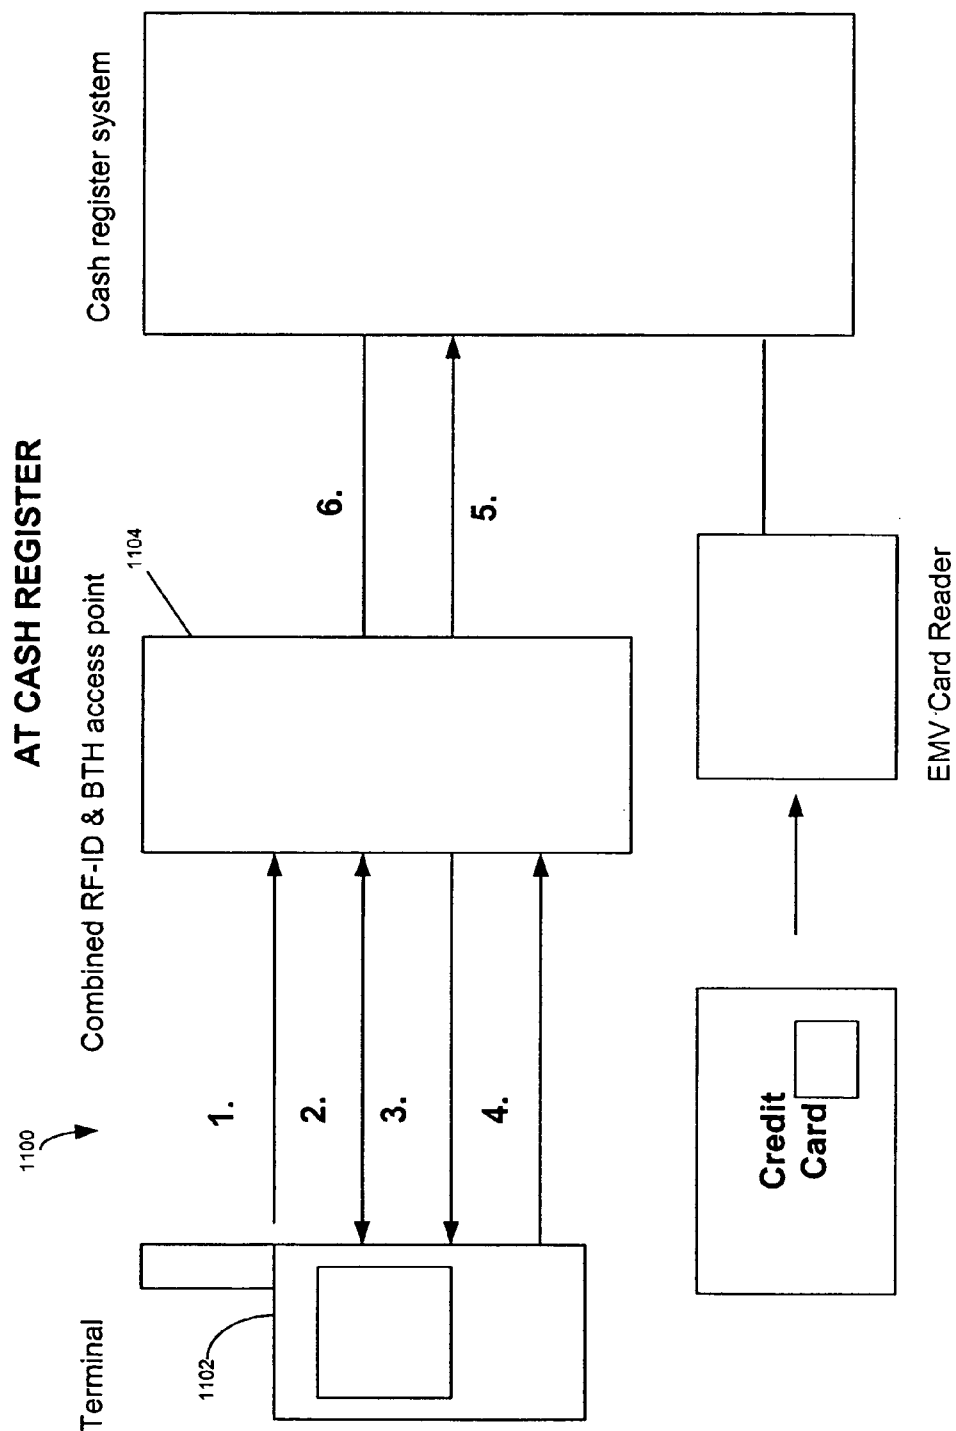 AT CASH REGISTER
1100
Terminal
Combined RF-ID & BTH access point
Cash register system
1102
1104
1.
2.
3.
4.
6.
5.
Credit
Card
EMV Card Reader